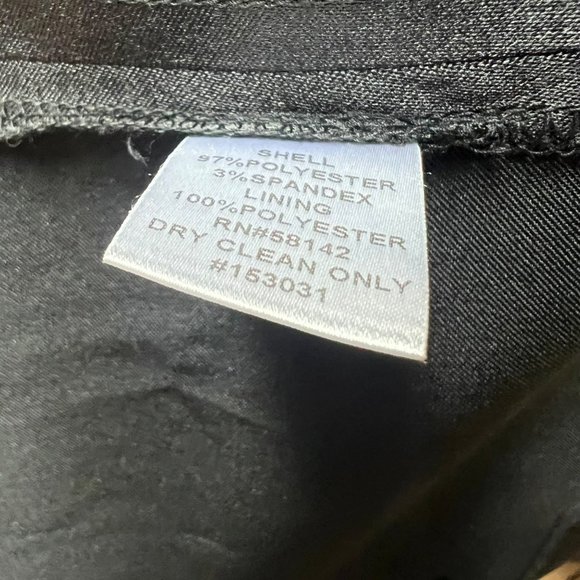 SHELL
97%POLYESTER
3%SPANDEX
LINING
100%POLYESTER
RN#58142
DRY CLEAN ONLY
#153031